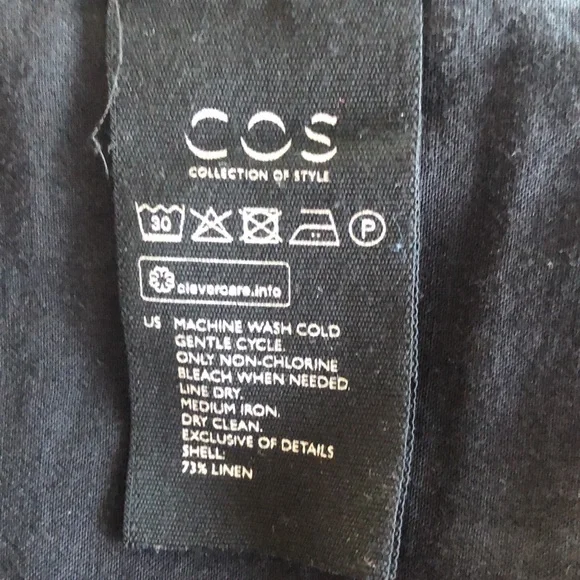 COS
COLLECTION OF STYLE
30 P
clevercare.info
US MACHINE WASH COLD
GENTLE CYCLE.
ONLY NON-CHLORINE
BLEACH WHEN NEEDED.
LINE DRY.
MEDIUM IRON.
DRY CLEAN.
EXCLUSIVE OF DETAILS
SHELL:
73% LINEN